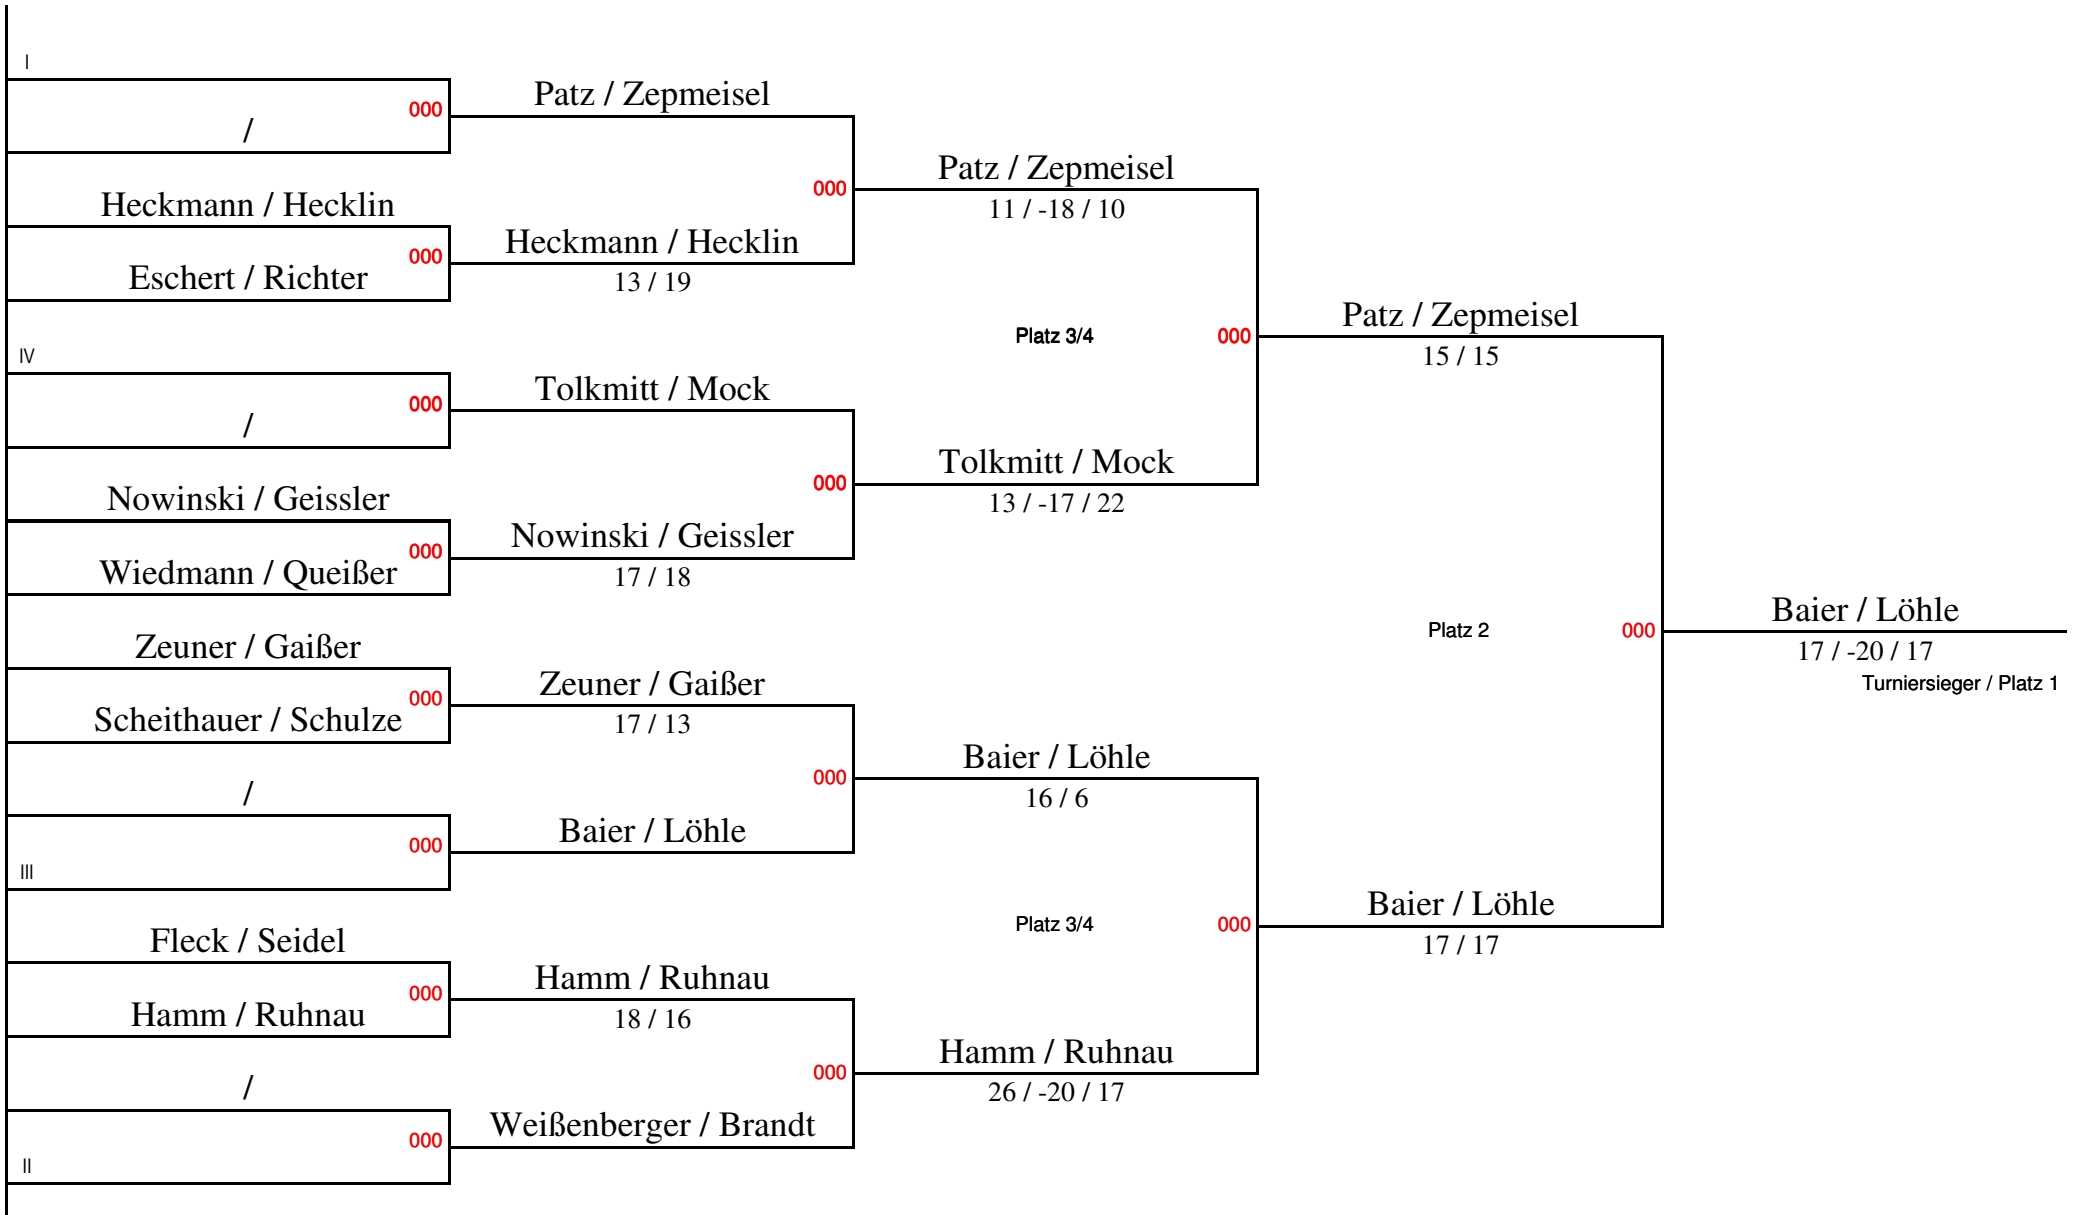 I
000
Patz / Zepmeisel
/
Patz / Zepmeisel
000
11 / -18 / 10
Heckmann / Hecklin
000
Heckmann / Hecklin
13 / 19
Eschert / Richter
Platz 3/4
000
Patz / Zepmeisel
15 / 15
IV
000
Tolkmitt / Mock
/
Tolkmitt / Mock
000
13 / -17 / 22
Nowinski / Geissler
000
Nowinski / Geissler
17 / 18
Wiedmann / Queißer
Platz 2
000
Baier / Löhle
17 / -20 / 17
Turniersieger / Platz 1
Zeuner / Gaißer
000
Zeuner / Gaißer
17 / 13
Scheithauer / Schulze
Baier / Löhle
000
16 / 6
/
000
Baier / Löhle
III
Platz 3/4
000
Baier / Löhle
17 / 17
Fleck / Seidel
000
Hamm / Ruhnau
18 / 16
Hamm / Ruhnau
Hamm / Ruhnau
000
26 / -20 / 17
/
000
Weißenberger / Brandt
II